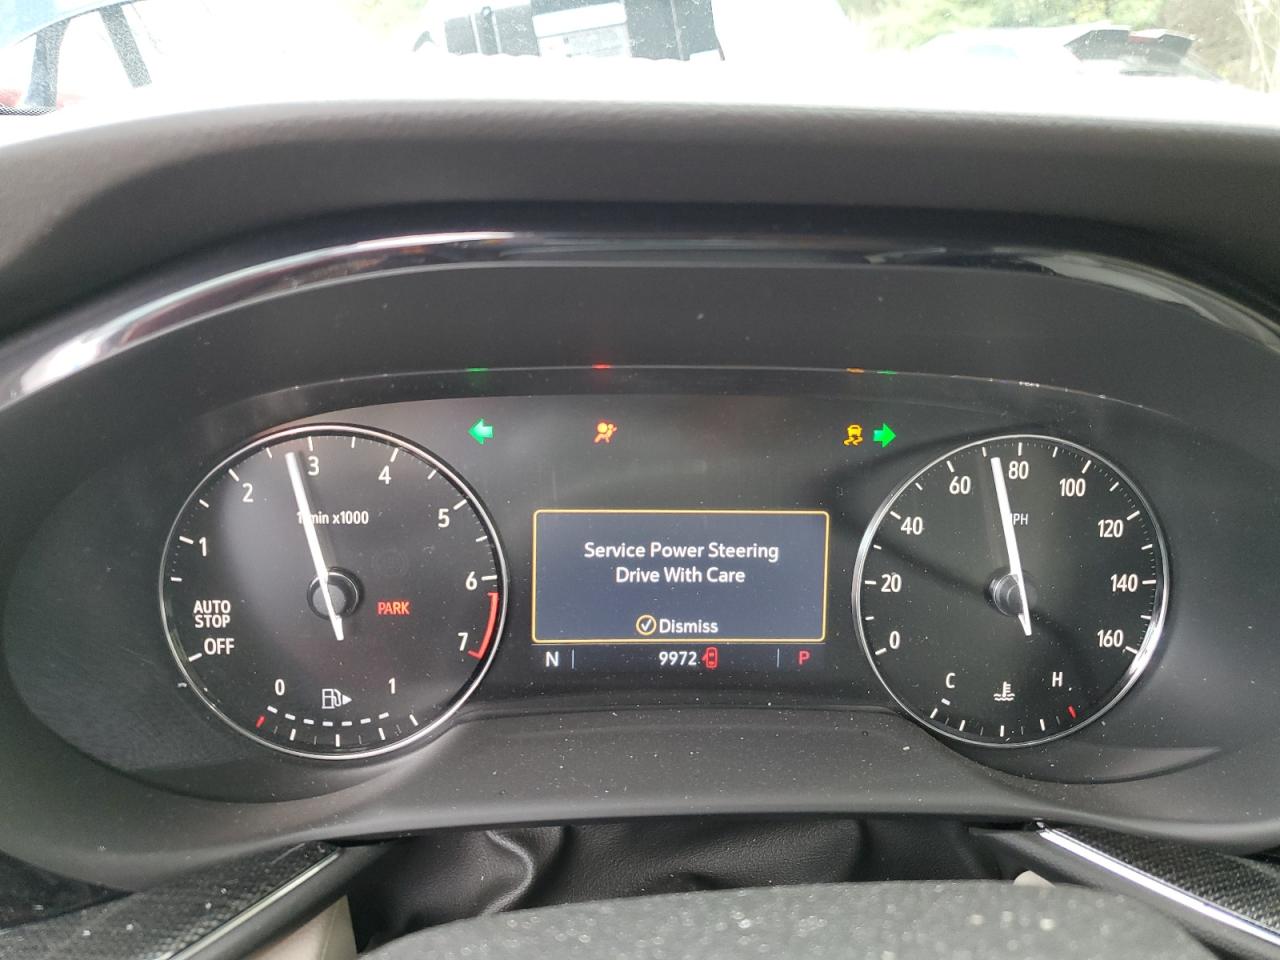 1 2 3 4 5 6 7
1/min x1000
AUTO
STOP
OFF
PARK
0 1
Service Power Steering
Drive With Care
Dismiss
N 9972 P
0 20 40 60 80 100 120 140 160
MPH
C H